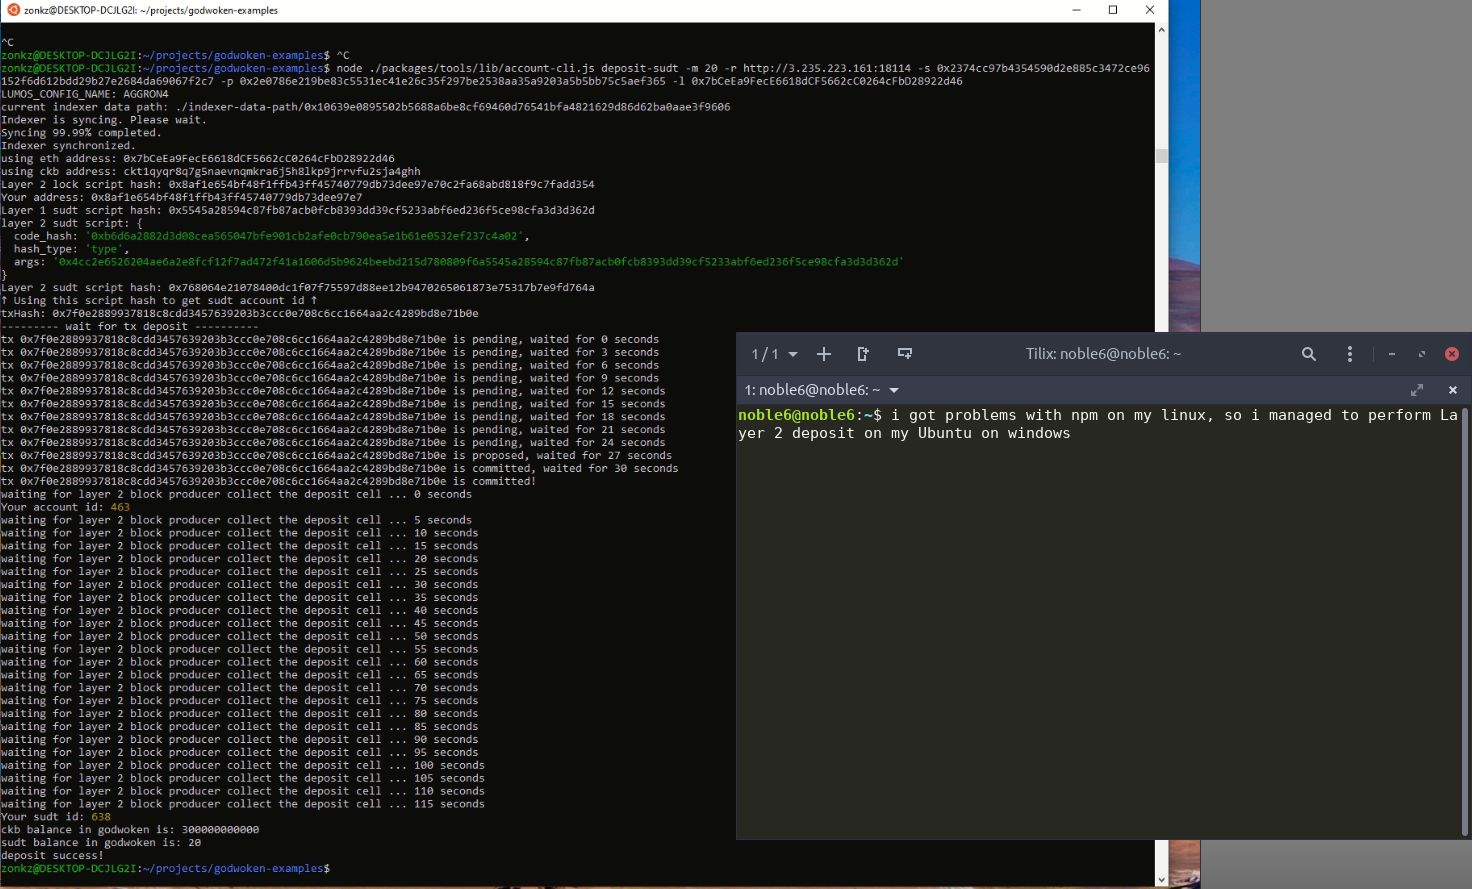 zonkz@DESKTOP-DCJLG2I: ~/projects/godwoken-examples
^C
zonkz@DESKTOP-DCJLG2I:~/projects/godwoken-examples$ ^C
zonkz@DESKTOP-DCJLG2I:~/projects/godwoken-examples$ node ./packages/tools/lib/account-cli.js deposit-sudt -m 20 -r http://3.235.223.161:18114 -s 0x2374cc97b4354590d2e885c3472ce96
152f6d612bdd29b27e2684da69067f2c7 -p 0x2e0786e219be83c5531ec41e26c35f297be2538aa35a9203a5b5bb75c5aef365 -l 0x7bCeEa9FecE6618dCF5662cC0264cFbD28922d46
LUMOS_CONFIG_NAME: AGGRON4
current indexer data path: ./indexer-data-path/0x10639e0895502b5688a6be8cf69460d76541bfa4821629d86d62ba0aae3f9606
Indexer is syncing. Please wait.
Syncing 99.99% completed.
Indexer synchronized.
using eth address: 0x7bCeEa9FecE6618dCF5662cC0264cFbD28922d46
using ckb address: ckt1qyqr8q7g5naevnqmkra6j5h8lkp9jrrvfu2sja4ghh
Layer 2 lock script hash: 0x8af1e654bf48f1ffb43ff45740779db73dee97e70c2fa68abd818f9c7fadd354
Your address: 0x8af1e654bf48f1ffb43ff45740779db73dee97e7
Layer 1 sudt script hash: 0x5545a28594c87fb87acb0fcb8393dd39cf5233abf6ed236f5ce98cfa3d3d362d
layer 2 sudt script: {
code_hash: '0xb6d6a2882d3d08cea565047bfe901cb2afe0cb790ea5e1b61e0532ef237c4a02',
hash_type: 'type',
args: '0x4cc2e6526204ae6a2e8fcf12f7ad472f41a1606d5b9624beebd215d780809f6a5545a28594c87fb87acb0fcb8393dd39cf5233abf6ed236f5ce98cfa3d3d362d'
}
Layer 2 sudt script hash: 0x768064e21078400dc1f07f75597d88ee12b9470265061873e75317b7e9fd764a
↑ Using this script hash to get sudt account id ↑
txHash: 0x7f0e2889937818c8cdd3457639203b3ccc0e708c6cc1664aa2c4289bd8e71b0e
--------- wait for tx deposit ----------
tx 0x7f0e2889937818c8cdd3457639203b3ccc0e708c6cc1664aa2c4289bd8e71b0e is pending, waited for 0 seconds
tx 0x7f0e2889937818c8cdd3457639203b3ccc0e708c6cc1664aa2c4289bd8e71b0e is pending, waited for 3 seconds
tx 0x7f0e2889937818c8cdd3457639203b3ccc0e708c6cc1664aa2c4289bd8e71b0e is pending, waited for 6 seconds
tx 0x7f0e2889937818c8cdd3457639203b3ccc0e708c6cc1664aa2c4289bd8e71b0e is pending, waited for 9 seconds
tx 0x7f0e2889937818c8cdd3457639203b3ccc0e708c6cc1664aa2c4289bd8e71b0e is pending, waited for 12 seconds
tx 0x7f0e2889937818c8cdd3457639203b3ccc0e708c6cc1664aa2c4289bd8e71b0e is pending, waited for 15 seconds
tx 0x7f0e2889937818c8cdd3457639203b3ccc0e708c6cc1664aa2c4289bd8e71b0e is pending, waited for 18 seconds
tx 0x7f0e2889937818c8cdd3457639203b3ccc0e708c6cc1664aa2c4289bd8e71b0e is pending, waited for 21 seconds
tx 0x7f0e2889937818c8cdd3457639203b3ccc0e708c6cc1664aa2c4289bd8e71b0e is pending, waited for 24 seconds
tx 0x7f0e2889937818c8cdd3457639203b3ccc0e708c6cc1664aa2c4289bd8e71b0e is proposed, waited for 27 seconds
tx 0x7f0e2889937818c8cdd3457639203b3ccc0e708c6cc1664aa2c4289bd8e71b0e is committed, waited for 30 seconds
tx 0x7f0e2889937818c8cdd3457639203b3ccc0e708c6cc1664aa2c4289bd8e71b0e is committed!
waiting for layer 2 block producer collect the deposit cell ... 0 seconds
Your account id: 463
waiting for layer 2 block producer collect the deposit cell ... 5 seconds
waiting for layer 2 block producer collect the deposit cell ... 10 seconds
waiting for layer 2 block producer collect the deposit cell ... 15 seconds
waiting for layer 2 block producer collect the deposit cell ... 20 seconds
waiting for layer 2 block producer collect the deposit cell ... 25 seconds
waiting for layer 2 block producer collect the deposit cell ... 30 seconds
waiting for layer 2 block producer collect the deposit cell ... 35 seconds
waiting for layer 2 block producer collect the deposit cell ... 40 seconds
waiting for layer 2 block producer collect the deposit cell ... 45 seconds
waiting for layer 2 block producer collect the deposit cell ... 50 seconds
waiting for layer 2 block producer collect the deposit cell ... 55 seconds
waiting for layer 2 block producer collect the deposit cell ... 60 seconds
waiting for layer 2 block producer collect the deposit cell ... 65 seconds
waiting for layer 2 block producer collect the deposit cell ... 70 seconds
waiting for layer 2 block producer collect the deposit cell ... 75 seconds
waiting for layer 2 block producer collect the deposit cell ... 80 seconds
waiting for layer 2 block producer collect the deposit cell ... 85 seconds
waiting for layer 2 block producer collect the deposit cell ... 90 seconds
waiting for layer 2 block producer collect the deposit cell ... 95 seconds
waiting for layer 2 block producer collect the deposit cell ... 100 seconds
waiting for layer 2 block producer collect the deposit cell ... 105 seconds
waiting for layer 2 block producer collect the deposit cell ... 110 seconds
waiting for layer 2 block producer collect the deposit cell ... 115 seconds
Your sudt id: 638
ckb balance in godwoken is: 300000000000
sudt balance in godwoken is: 20
deposit success!
zonkz@DESKTOP-DCJLG2I:~/projects/godwoken-examples$
1 / 1
Tilix: noble6@noble6: ~
1: noble6@noble6: ~
noble6@noble6:~$ i got problems with npm on my linux, so i managed to perform La
yer 2 deposit on my Ubuntu on windows